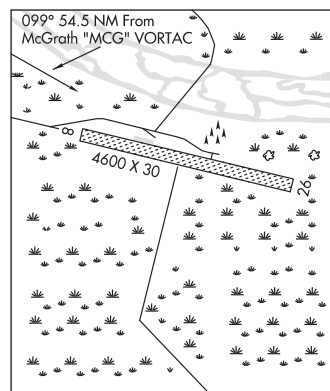 099° 54.5 NM From
McGrath "MCG" VORTAC
8
4600 X 30
26